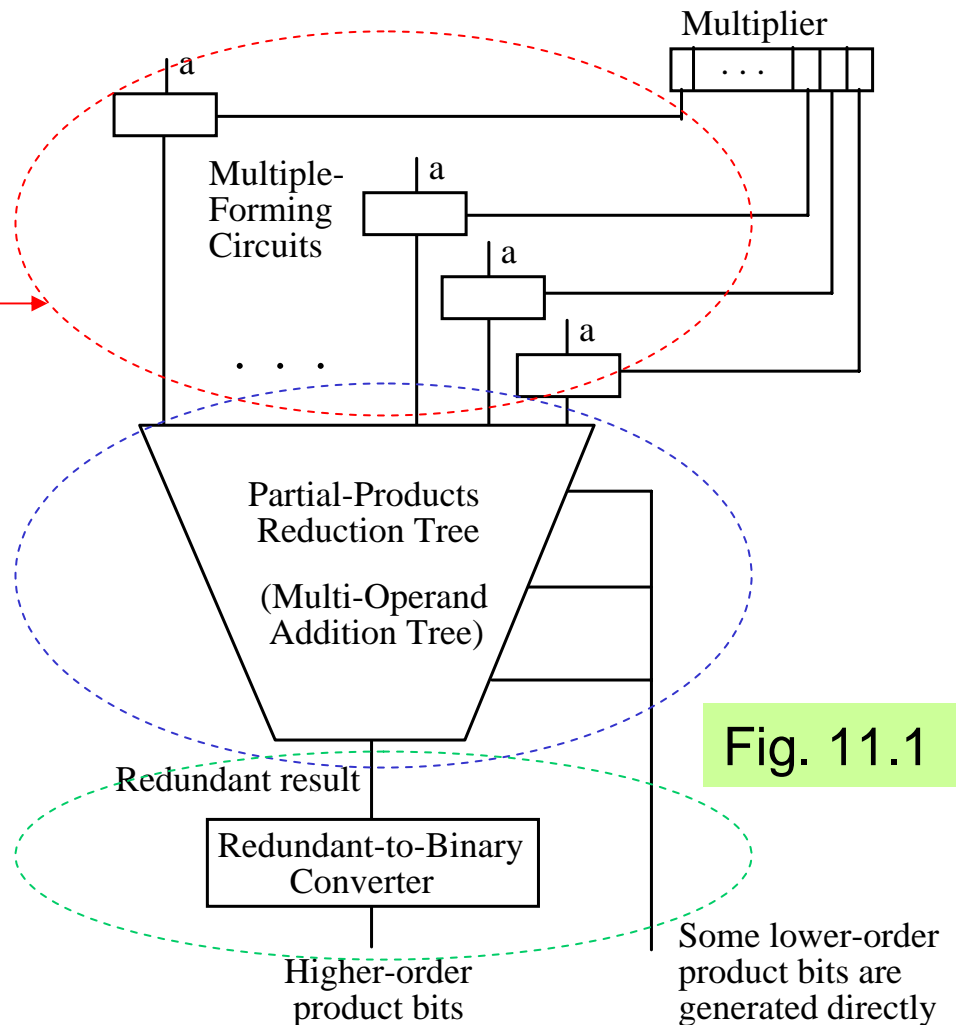 Multiplier
. . .
a
Multiple-
Forming
Circuits
a
a
a
. . .
Partial-Products
Reduction Tree
(Multi-Operand
Addition Tree)
Fig. 11.1
Redundant result
Redundant-to-Binary
Converter
Higher-order
product bits
Some lower-order
product bits are
generated directly